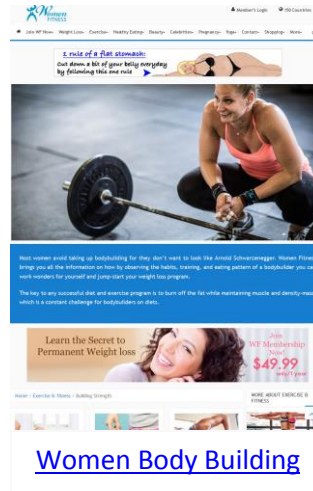 Women
FITNESS
Member's Login 150 Countries
Join WF Now Weight Loss Exercise Healthy Eating Beauty Celebrities Pregnancy Yoga Contests Shopping More
1 rule of a flat stomach:
Cut down a bit of your belly everyday
by following this one rule
Most women avoid taking up bodybuilding for they don't want to look like Arnold Schwarzenegger. Women Fitness
brings you all the information on how by observing the habits, training, and eating pattern of a bodybuilder you can
work wonders for yourself and jump-start your weight loss program.
The key to any successful diet and exercise program is to burn off the fat while maintaining muscle and density-mass
which is a constant challenge for bodybuilders on diets.
Learn the Secret to
Permanent Weight loss
Join
WF Membership
Now!
$49.99
only/1 year
Home / Exercise & Fitness / Building Strength
MORE ABOUT EXERCISE &
FITNESS
Women Body Building